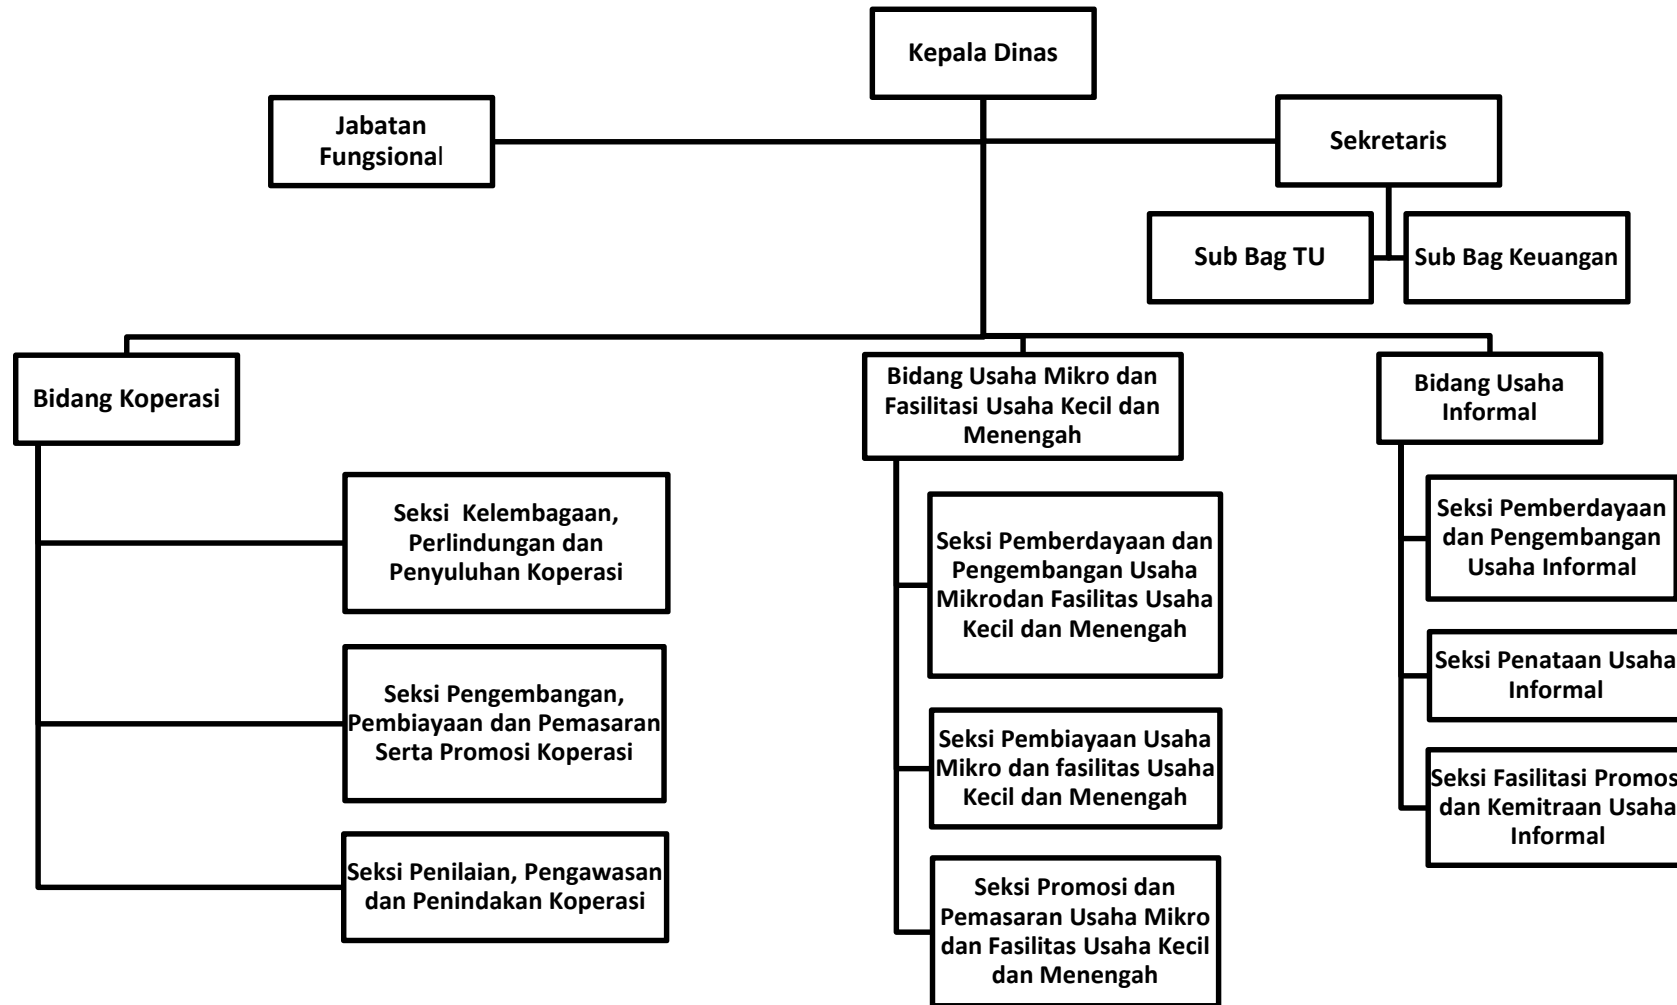 Kepala Dinas
Jabatan
Fungsional
Sekretaris
Sub Bag TU
Sub Bag Keuangan
Bidang Koperasi
Bidang Usaha Mikro dan
Fasilitasi Usaha Kecil dan
Menengah
Bidang Usaha
Informal
Seksi Kelembagaan,
Perlindungan dan
Penyuluhan Koperasi
Seksi Pengembangan,
Pembiayaan dan Pemasaran
Serta Promosi Koperasi
Seksi Penilaian, Pengawasan
dan Penindakan Koperasi
Seksi Pemberdayaan dan
Pengembangan Usaha
Mikrodan Fasilitas Usaha
Kecil dan Menengah
Seksi Pembiayaan Usaha
Mikro dan fasilitas Usaha
Kecil dan Menengah
Seksi Promosi dan
Pemasaran Usaha Mikro
dan Fasilitas Usaha Kecil
dan Menengah
Seksi Pemberdayaan
dan Pengembangan
Usaha Informal
Seksi Penataan Usaha
Informal
Seksi Fasilitasi Promosi
dan Kemitraan Usaha
Informal